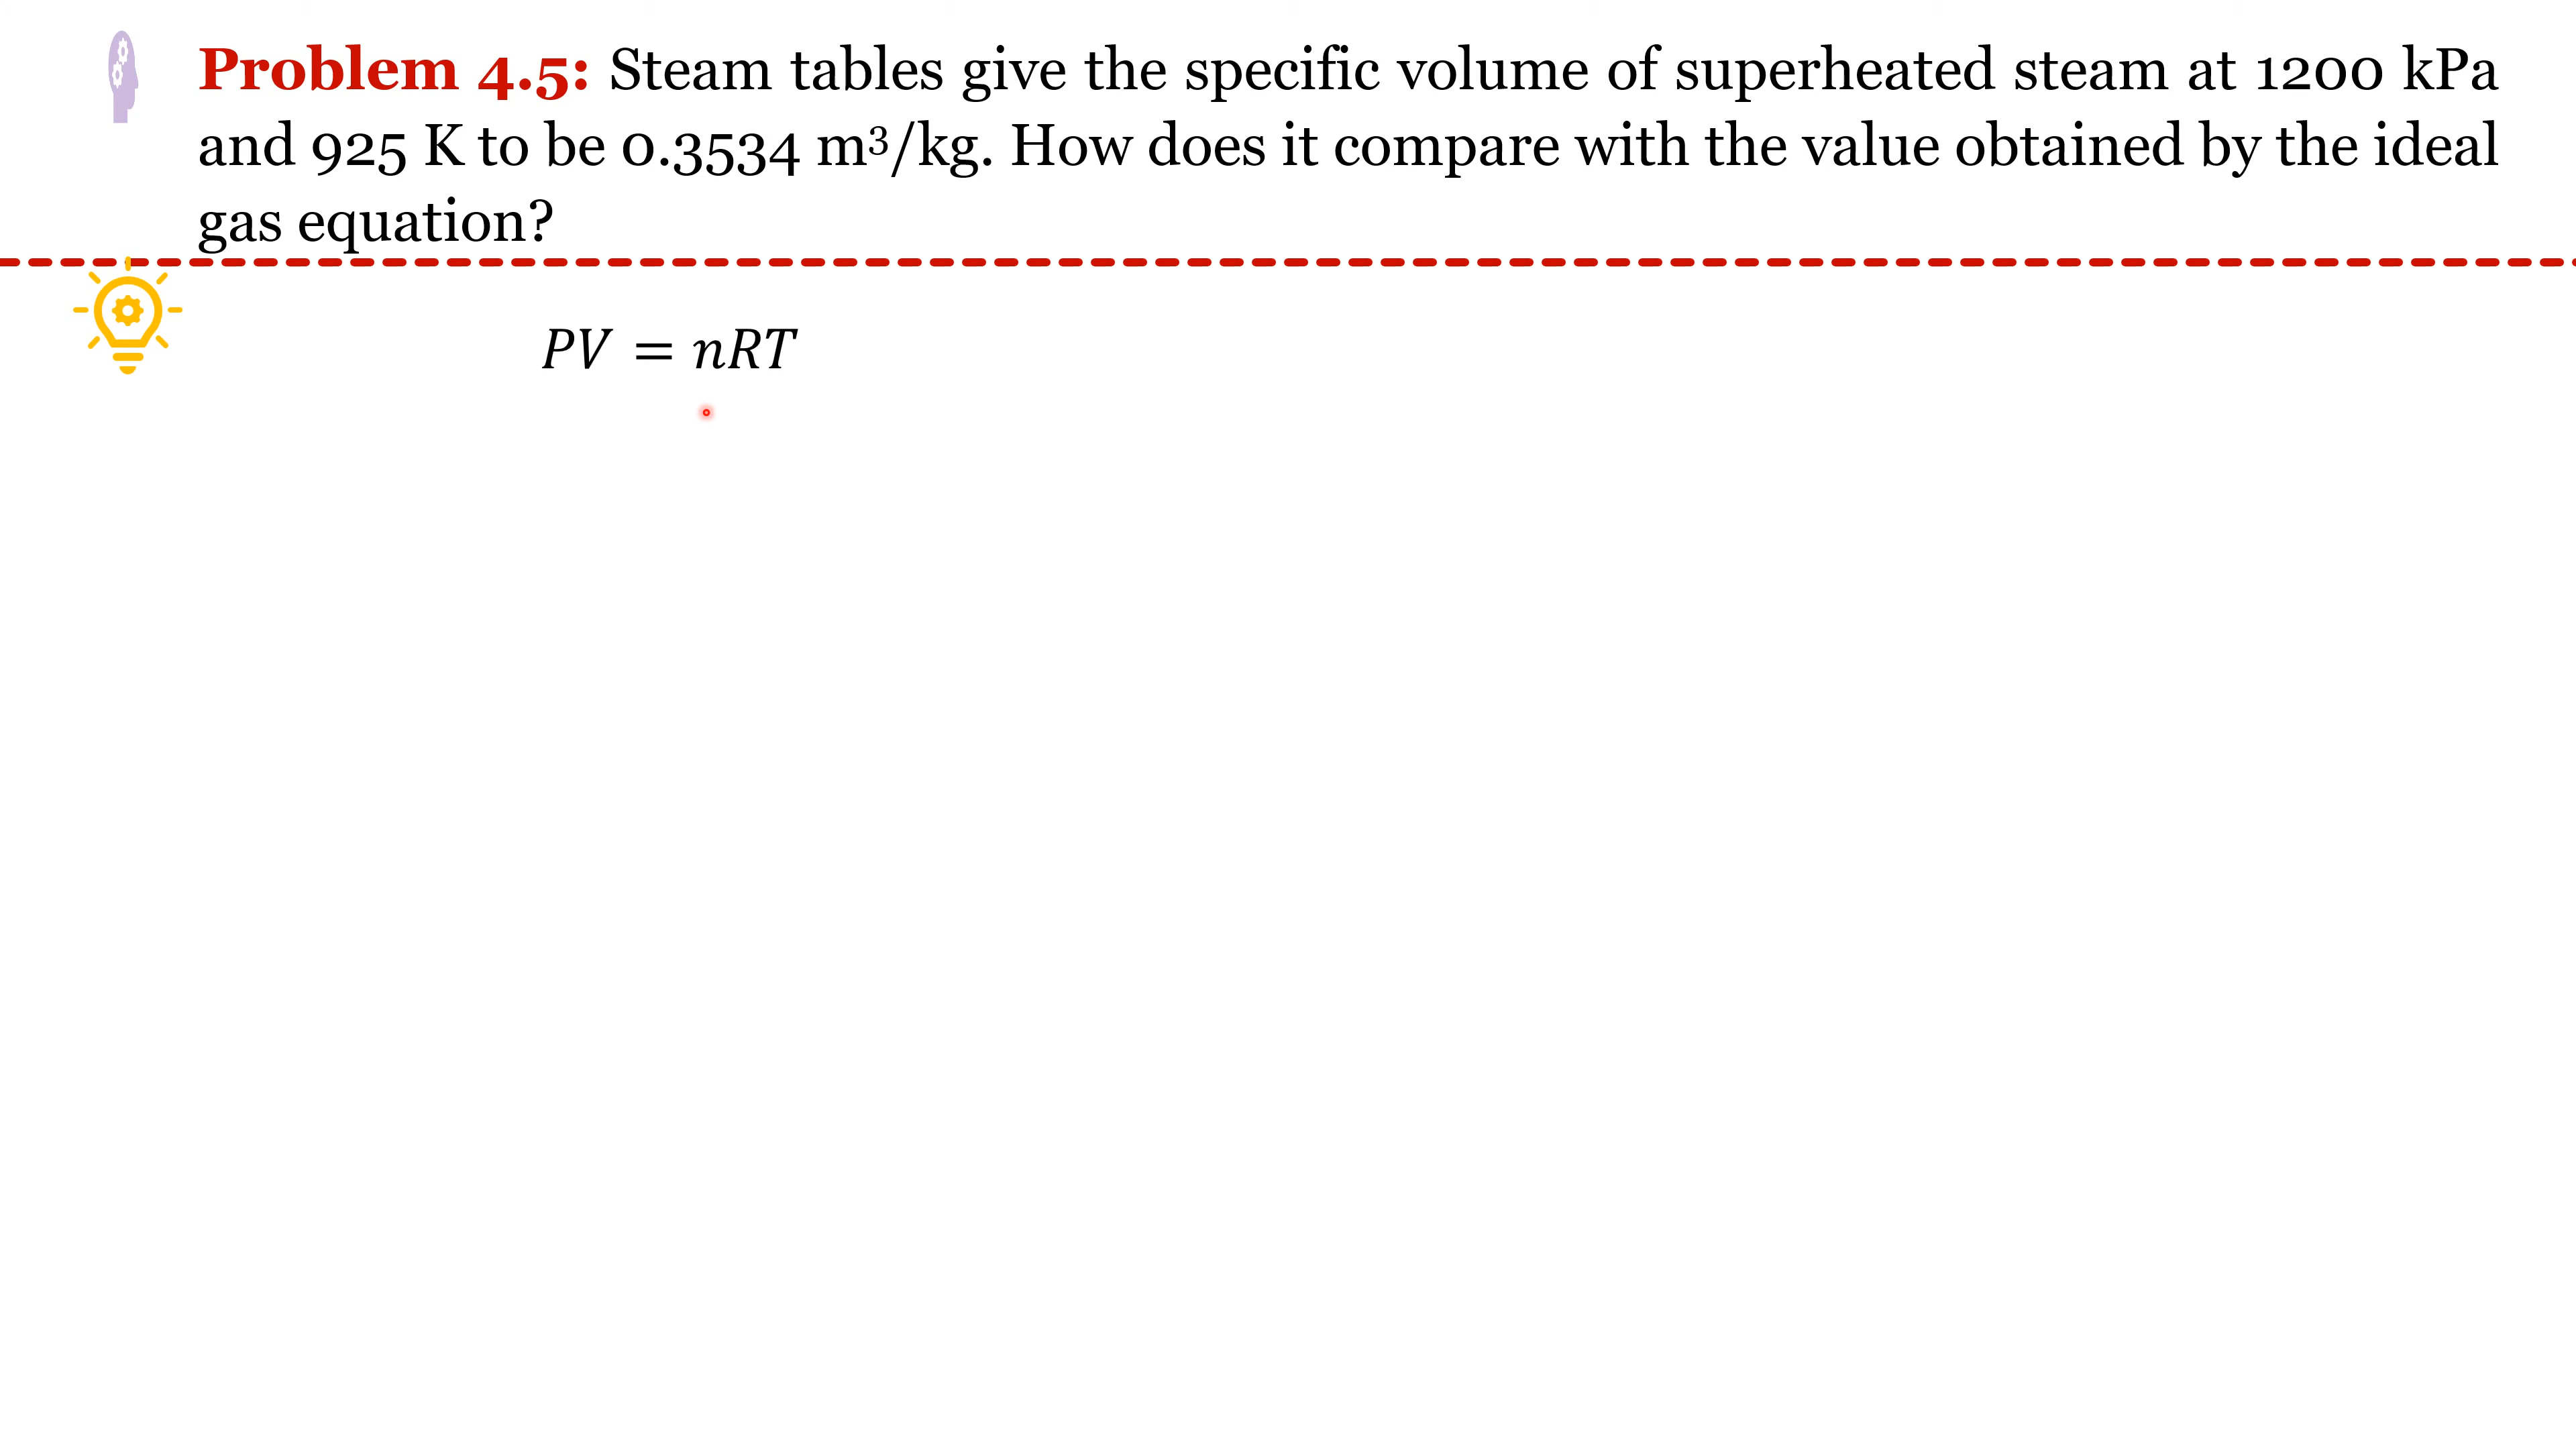 Problem 4.5: Steam tables give the specific volume of superheated steam at 1200 kPa
and 925 K to be 0.3534 m³/kg. How does it compare with the value obtained by the ideal
gas equation?
𝑃𝑉 = 𝑛𝑅𝑇